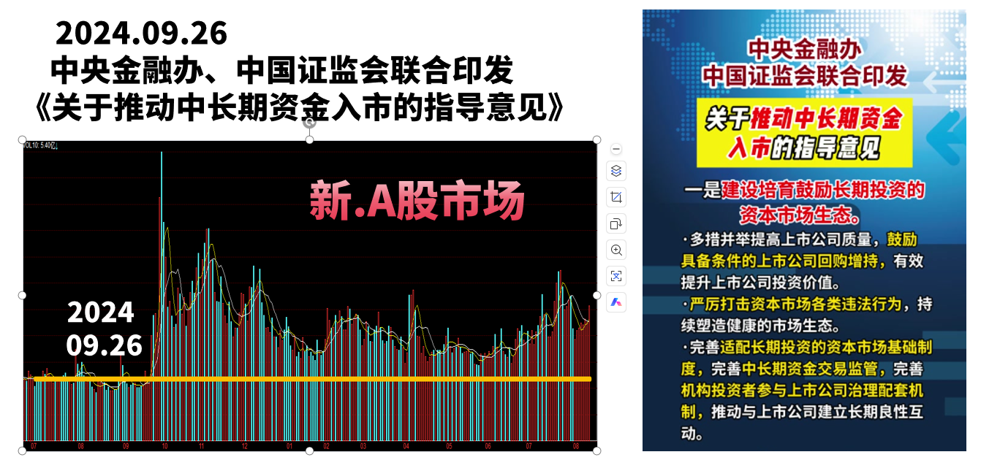 2024.09.26
中央金融办、中国证监会联合印发
《关于推动中长期资金入市的指导意见》
VOL10: 5.40亿↓
新.A股市场
2024
09.26
07 08 09 10 11 12 01 02 03 04 05 06 07 08
中央金融办
中国证监会联合印发
关于推动中长期资金
入市的指导意见
一是建设培育鼓励长期投资的
资本市场生态。
·多措并举提高上市公司质量，鼓励
具备条件的上市公司回购增持，有效
提升上市公司投资价值。
·严厉打击资本市场各类违法行为，持
续塑造健康的市场生态。
·完善适配长期投资的资本市场基础制
度，完善中长期资金交易监管，完善
机构投资者参与上市公司治理配套机
制，推动与上市公司建立长期良性互
动。